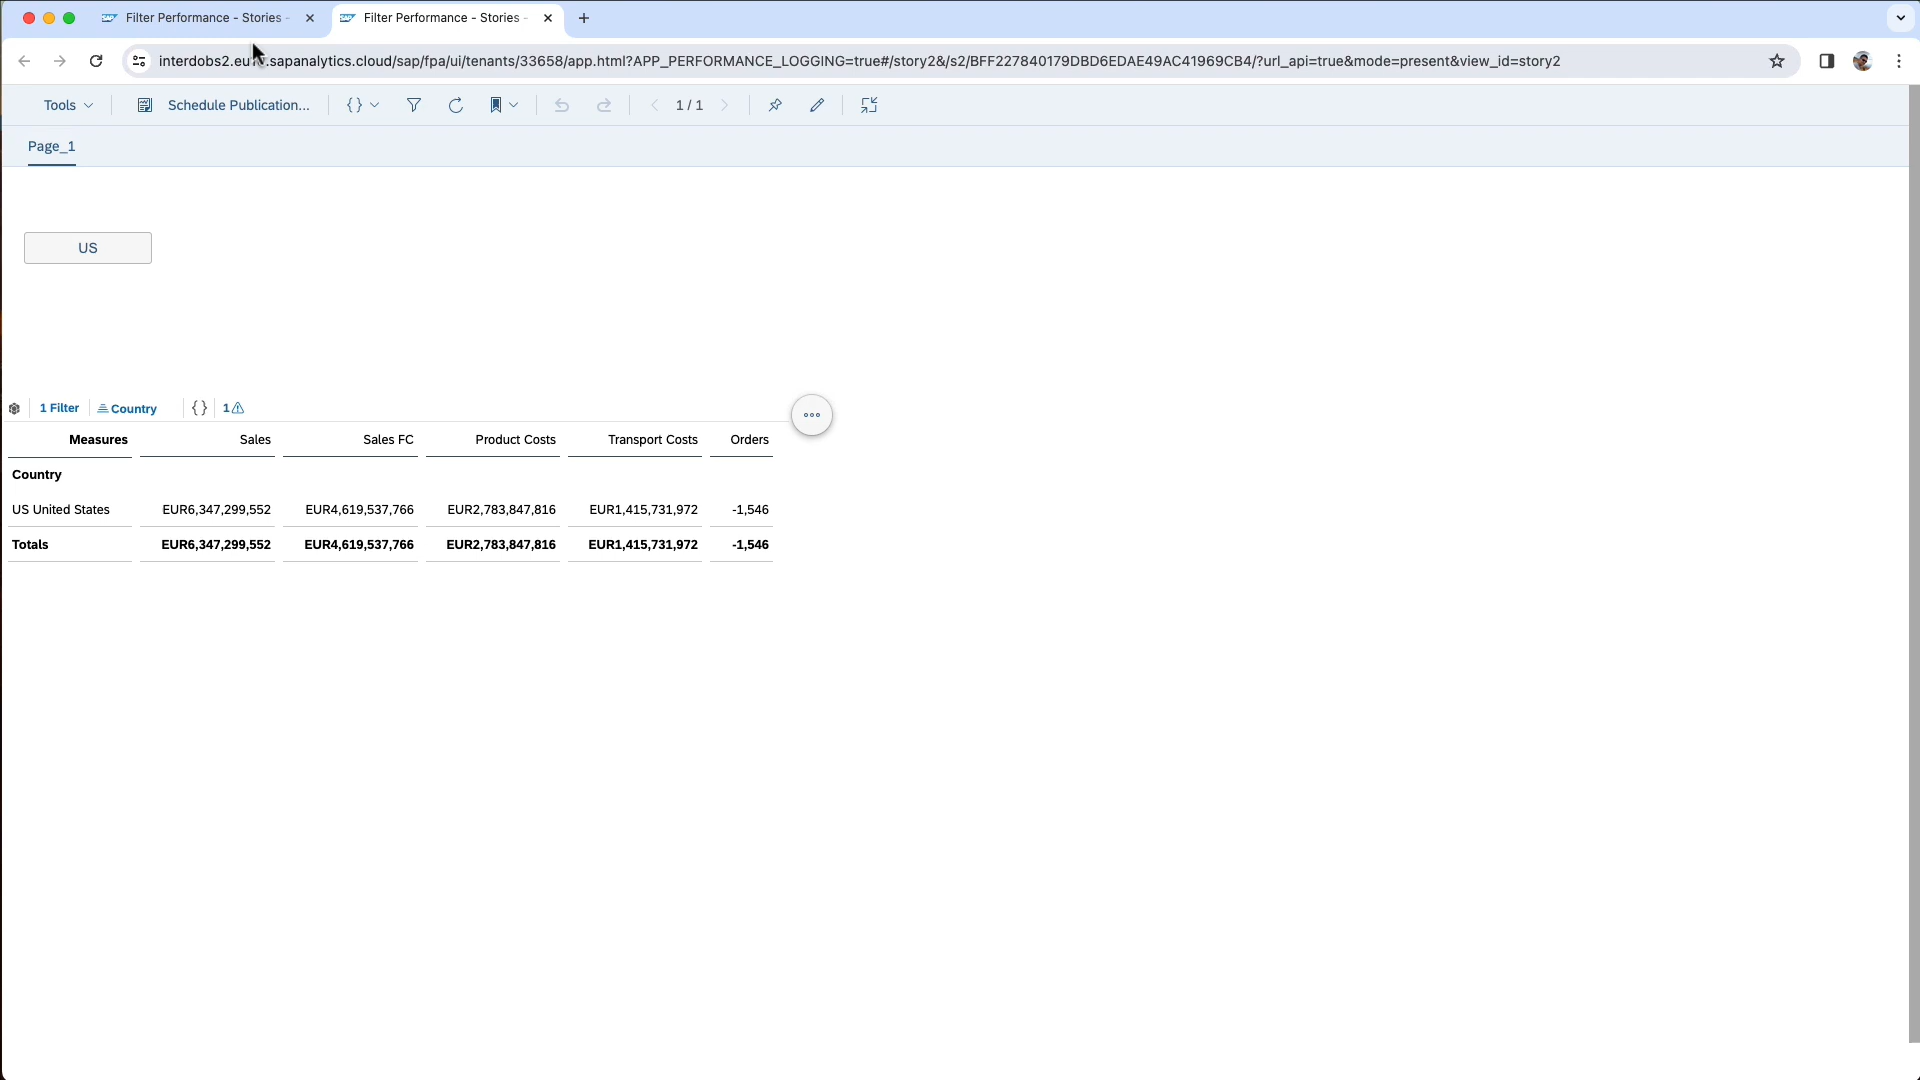 Filter Performance - Stories -
Filter Performance - Stories -
sapanalytics.cloud/sap/fpa/ui/tenants/33658/app.html?APP_PERFORMANCE_LOGGING=true#/story2&/s2/BFF227840179DBD6EDAE49AC41969CB4/?url_api=true&mode=present&view_id=story2
Tools Schedule Publication... {} 1 / 1
Page_1
US
1 Filter Country {} 1
Measures Sales Sales FC Product Costs Transport Costs Orders
Country
US United States EUR6,347,299,552 EUR4,619,537,766 EUR2,783,847,816 EUR1,415,731,972 -1,546
Totals EUR6,347,299,552 EUR4,619,537,766 EUR2,783,847,816 EUR1,415,731,972 -1,546